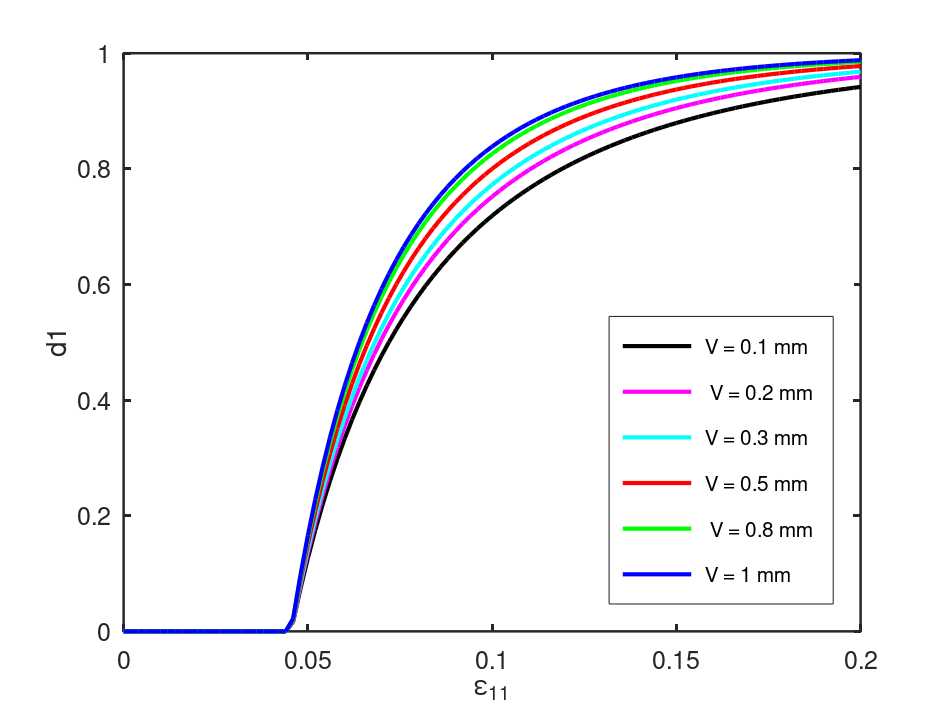 1
0.8
0.6
0.4
0.2
0
d1
0 0.05 0.1 0.15 0.2
ε11
V = 0.1 mm
V = 0.2 mm
V = 0.3 mm
V = 0.5 mm
V = 0.8 mm
V = 1 mm